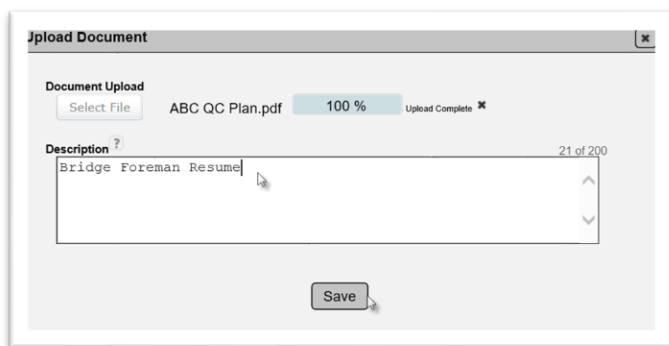 Upload Document
Document Upload
Select File ABC QC Plan.pdf 100 % Upload Complete ✖
Description ? 21 of 200
Bridge Foreman Resume
Save